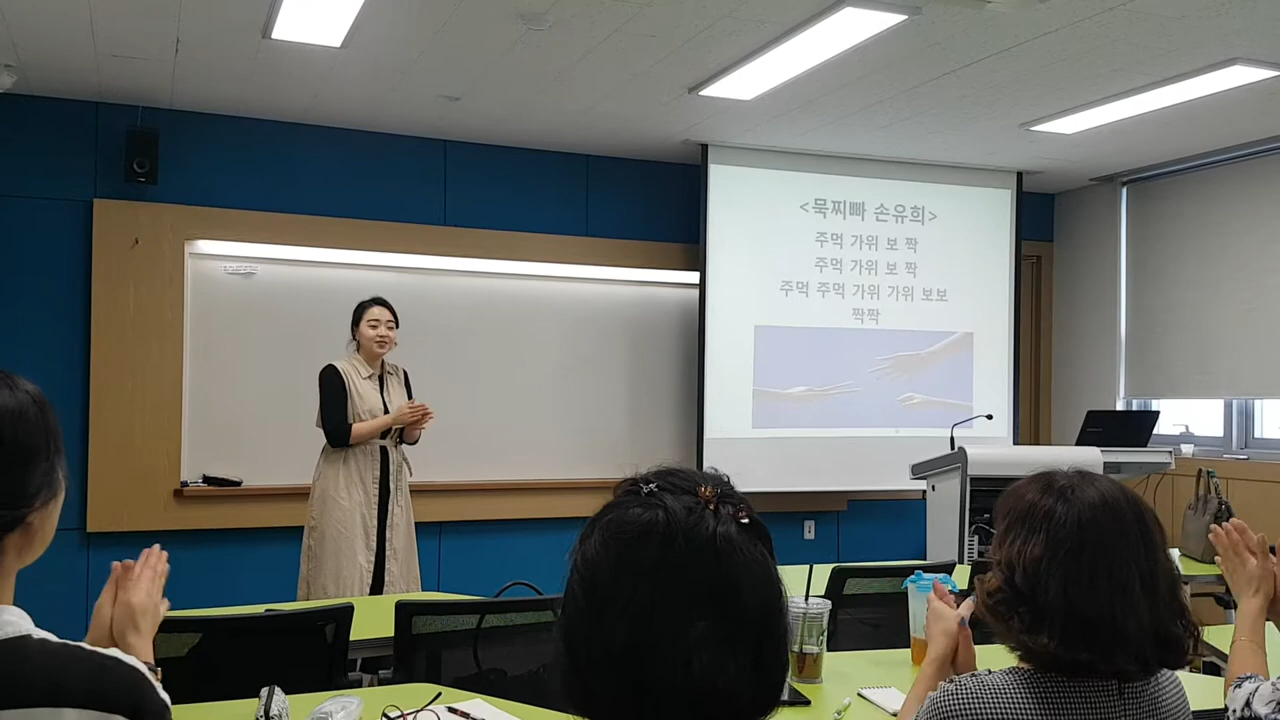 <묵찌빠 손유희>
주먹 가위 보 짝
주먹 가위 보 짝
주먹 주먹 가위 가위 보보
짝짝